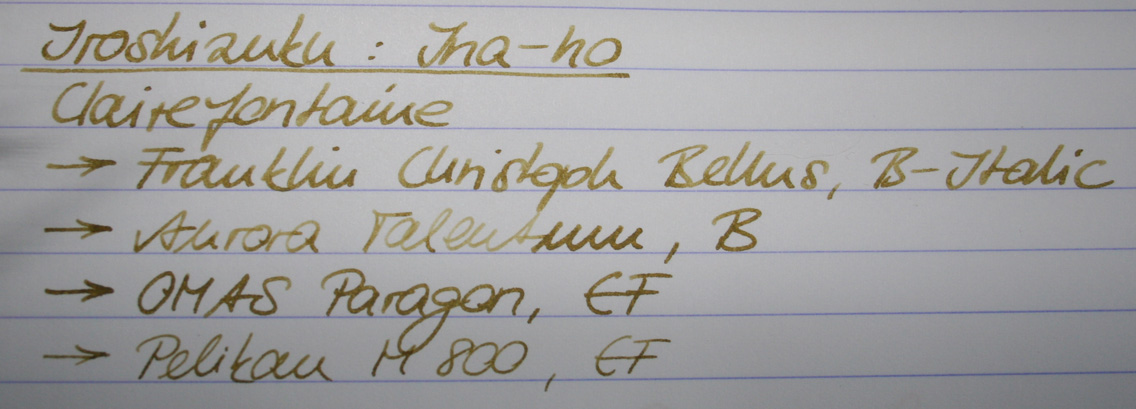 Iroshizuku : Ina-ho
Clairefontaine
→ Franklin Christoph Bellus, B-Italic
→ Aurora Talentum, B
→ OMAS Paragon, EF
→ Pelikan M 800, EF